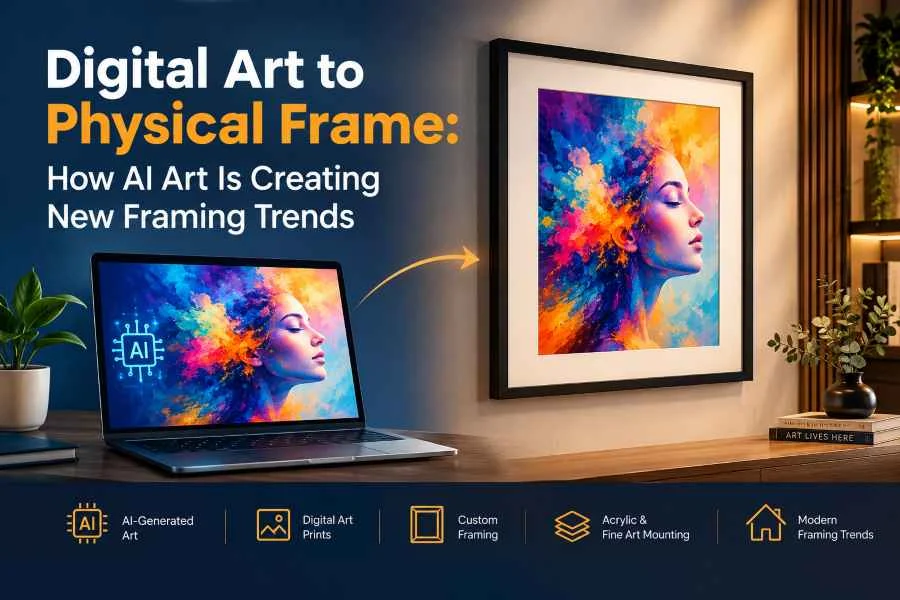 Digital Art to
Physical Frame:
How AI Art Is Creating
New Framing Trends
AI
ART LIVES HERE
AI
AI-Generated
Art
Digital Art
Prints
Custom
Framing
Acrylic &
Fine Art Mounting
Modern
Framing Trends